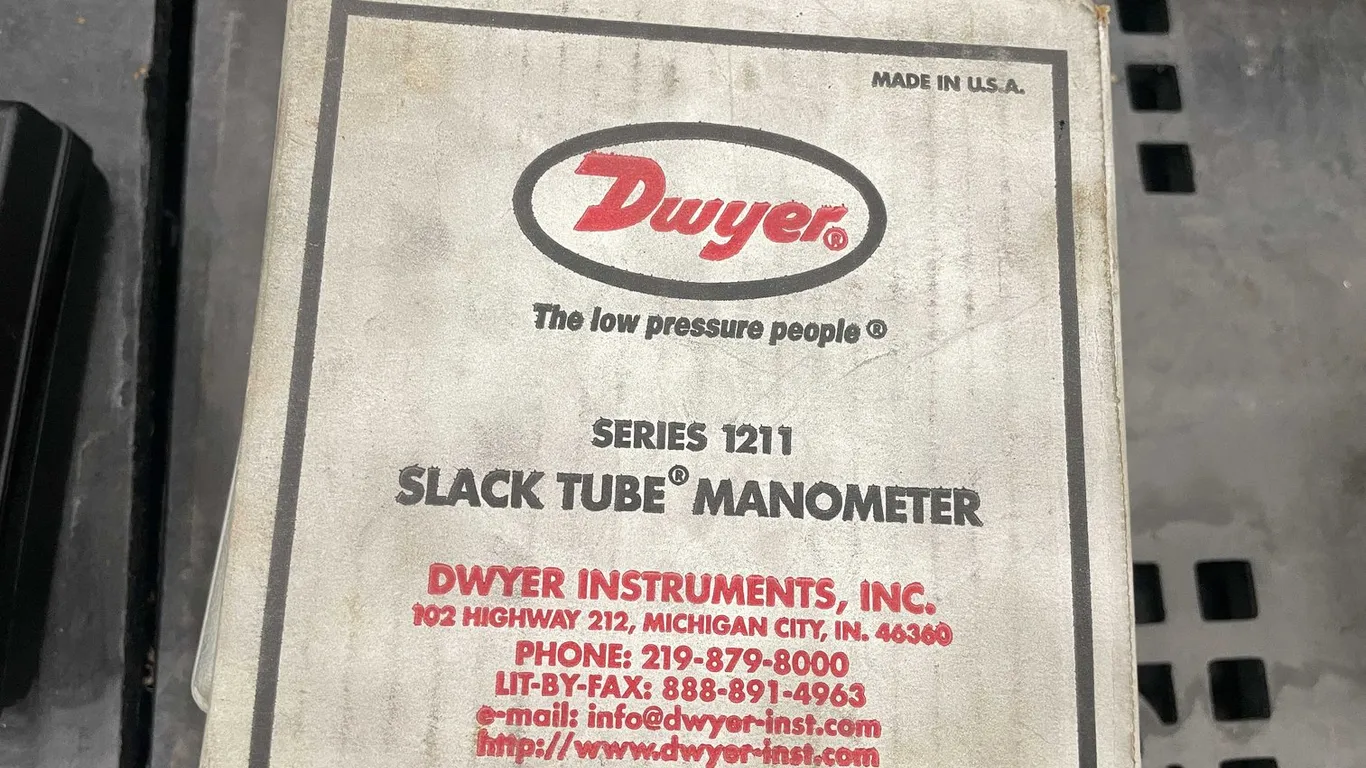 MADE IN U.S.A.
Dwyer®
The low pressure people®
SERIES 1211
SLACK TUBE® MANOMETER
DWYER INSTRUMENTS, INC.
102 HIGHWAY 212, MICHIGAN CITY, IN. 46360
PHONE: 219-879-8000
LIT-BY-FAX: 888-891-4963
e-mail: info@dwyer-inst.com
http://www.dwyer-inst.com